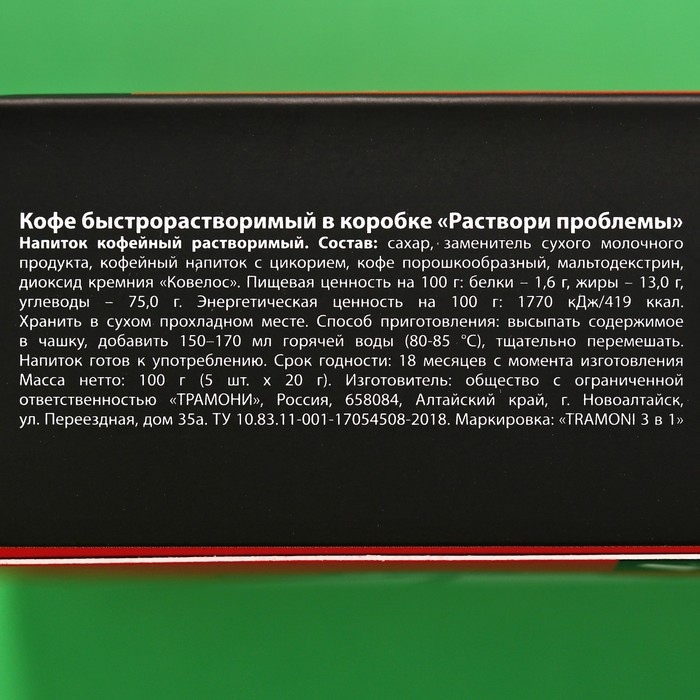 Кофе быстрорастворимый в коробке «Раствори проблемы»
Напиток кофейный растворимый. Состав: сахар, заменитель сухого молочного
продукта, кофейный напиток с цикорием, кофе порошкообразный, мальтодекстрин,
диоксид кремния «Ковелос». Пищевая ценность на 100 г: белки – 1,6 г, жиры – 13,0 г,
углеводы – 75,0 г. Энергетическая ценность на 100 г: 1770 кДж/419 ккал.
Хранить в сухом прохладном месте. Способ приготовления: высыпать содержимое
в чашку, добавить 150–170 мл горячей воды (80-85 °С), тщательно перемешать.
Напиток готов к употреблению. Срок годности: 18 месяцев с момента изготовления
Масса нетто: 100 г (5 шт. х 20 г). Изготовитель: общество с ограниченной
ответственностью «ТРАМОНИ», Россия, 658084, Алтайский край, г. Новоалтайск,
ул. Переездная, дом 35а. ТУ 10.83.11-001-17054508-2018. Маркировка: «TRAMONI 3 в 1»